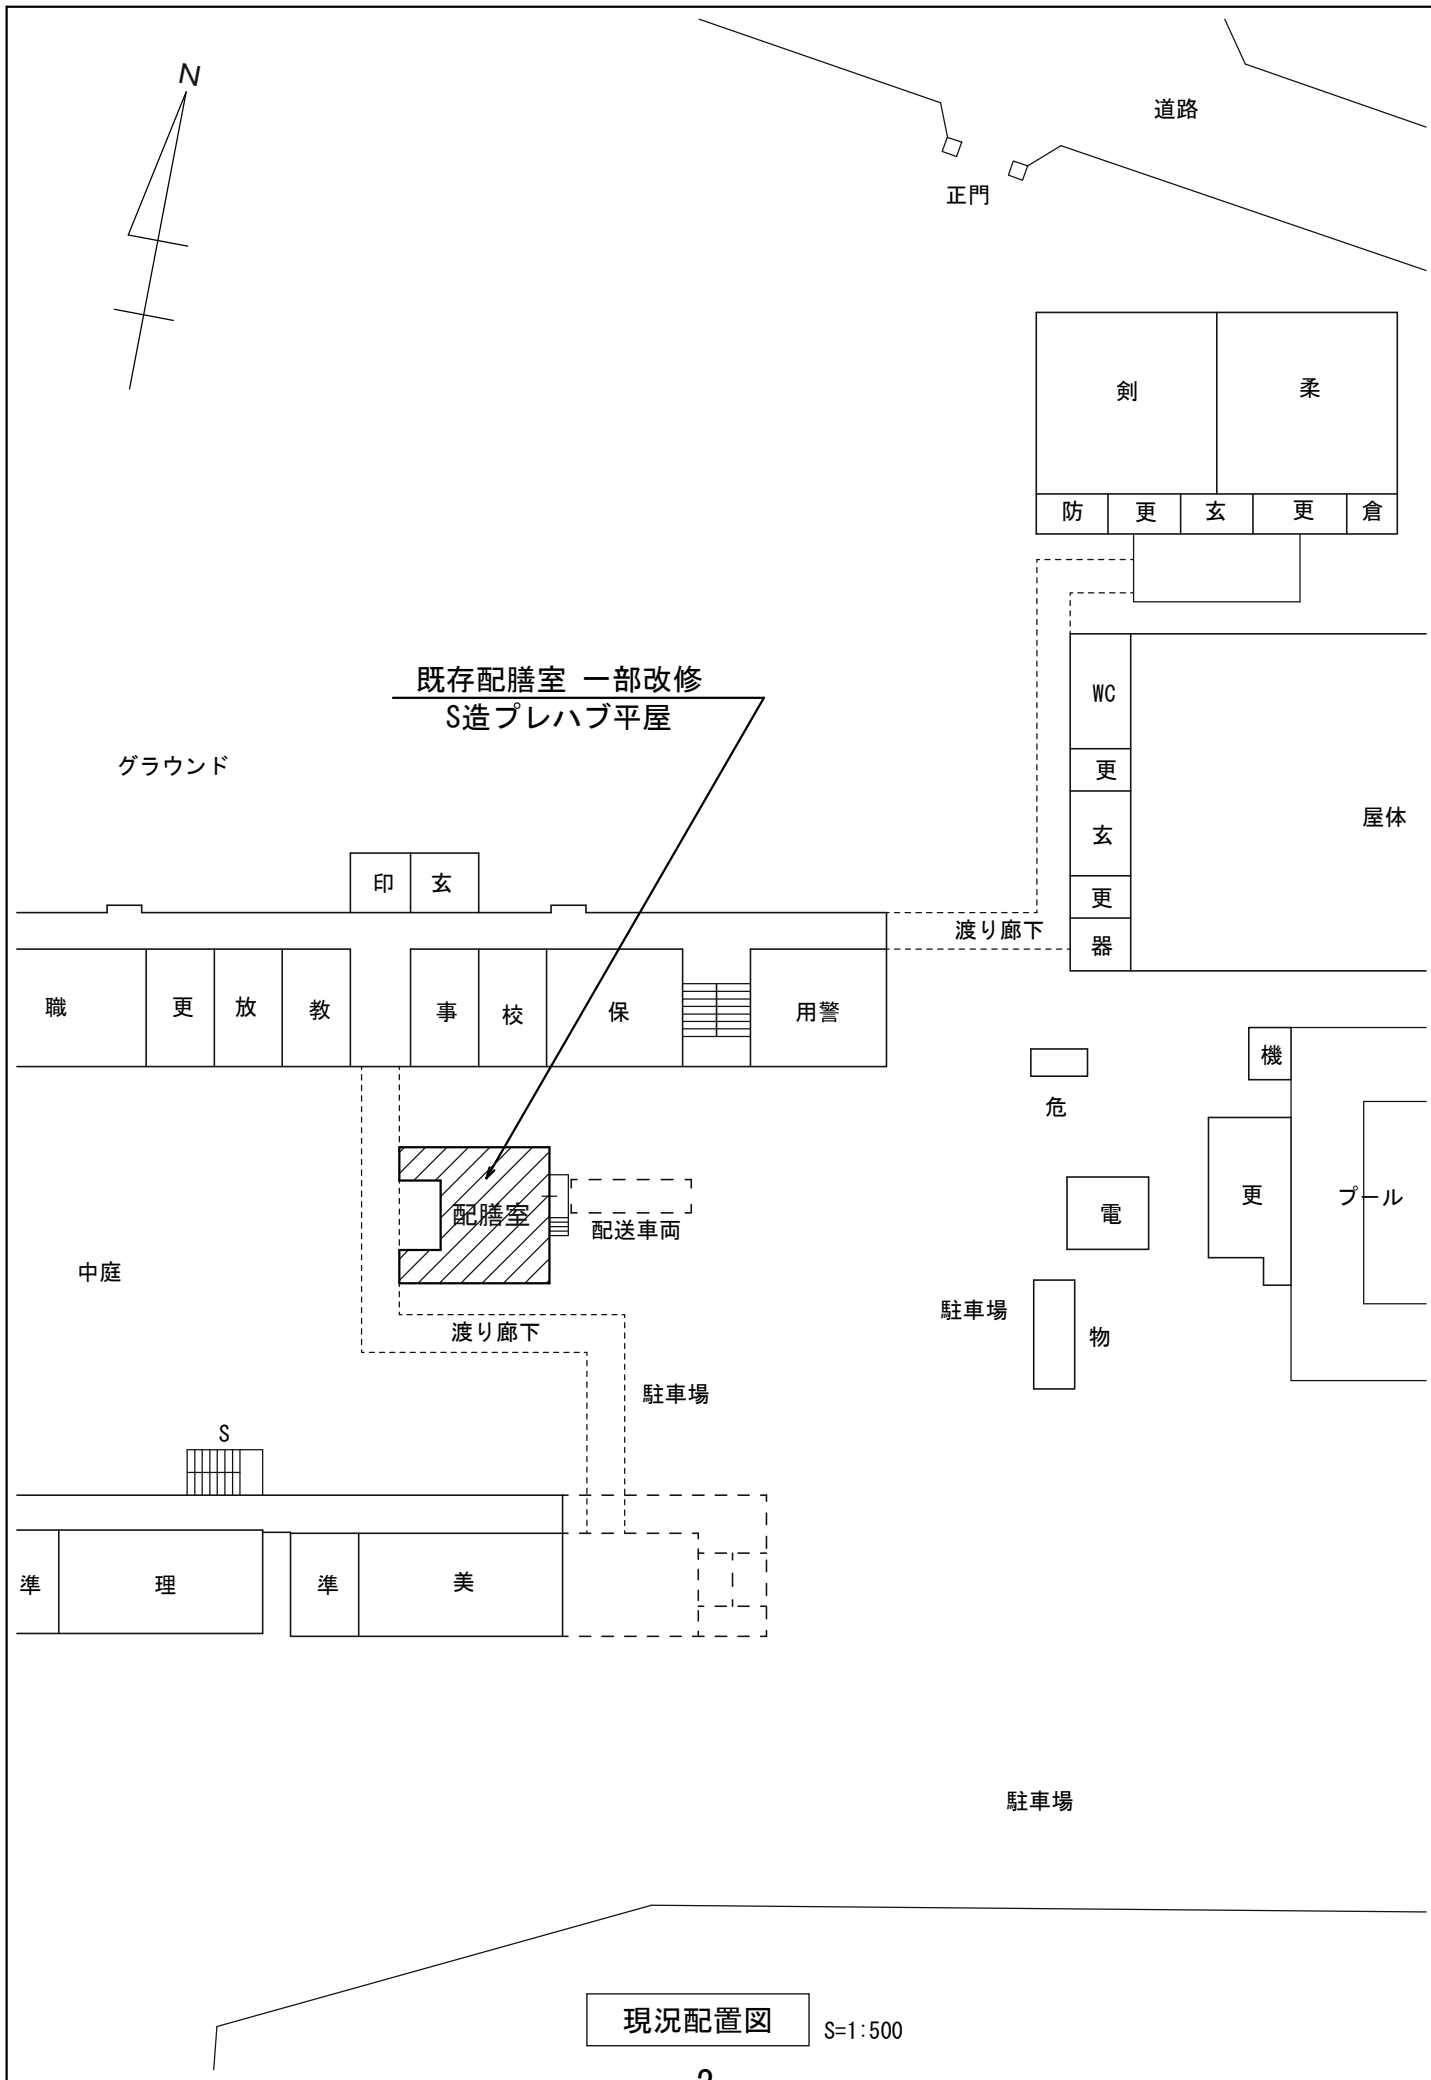 N
道路
正門
剣
柔
防
更
玄
更
倉
既存配膳室 一部改修
S造プレハブ平屋
WC
更
玄
更
器
屋体
グラウンド
印
玄
渡り廊下
職
更
放
教
事
校
保
用警
機
危
配膳室
配送車両
電
更
プール
中庭
駐車場
物
渡り廊下
駐車場
S
準
理
準
美
駐車場
現況配置図
S=1:500